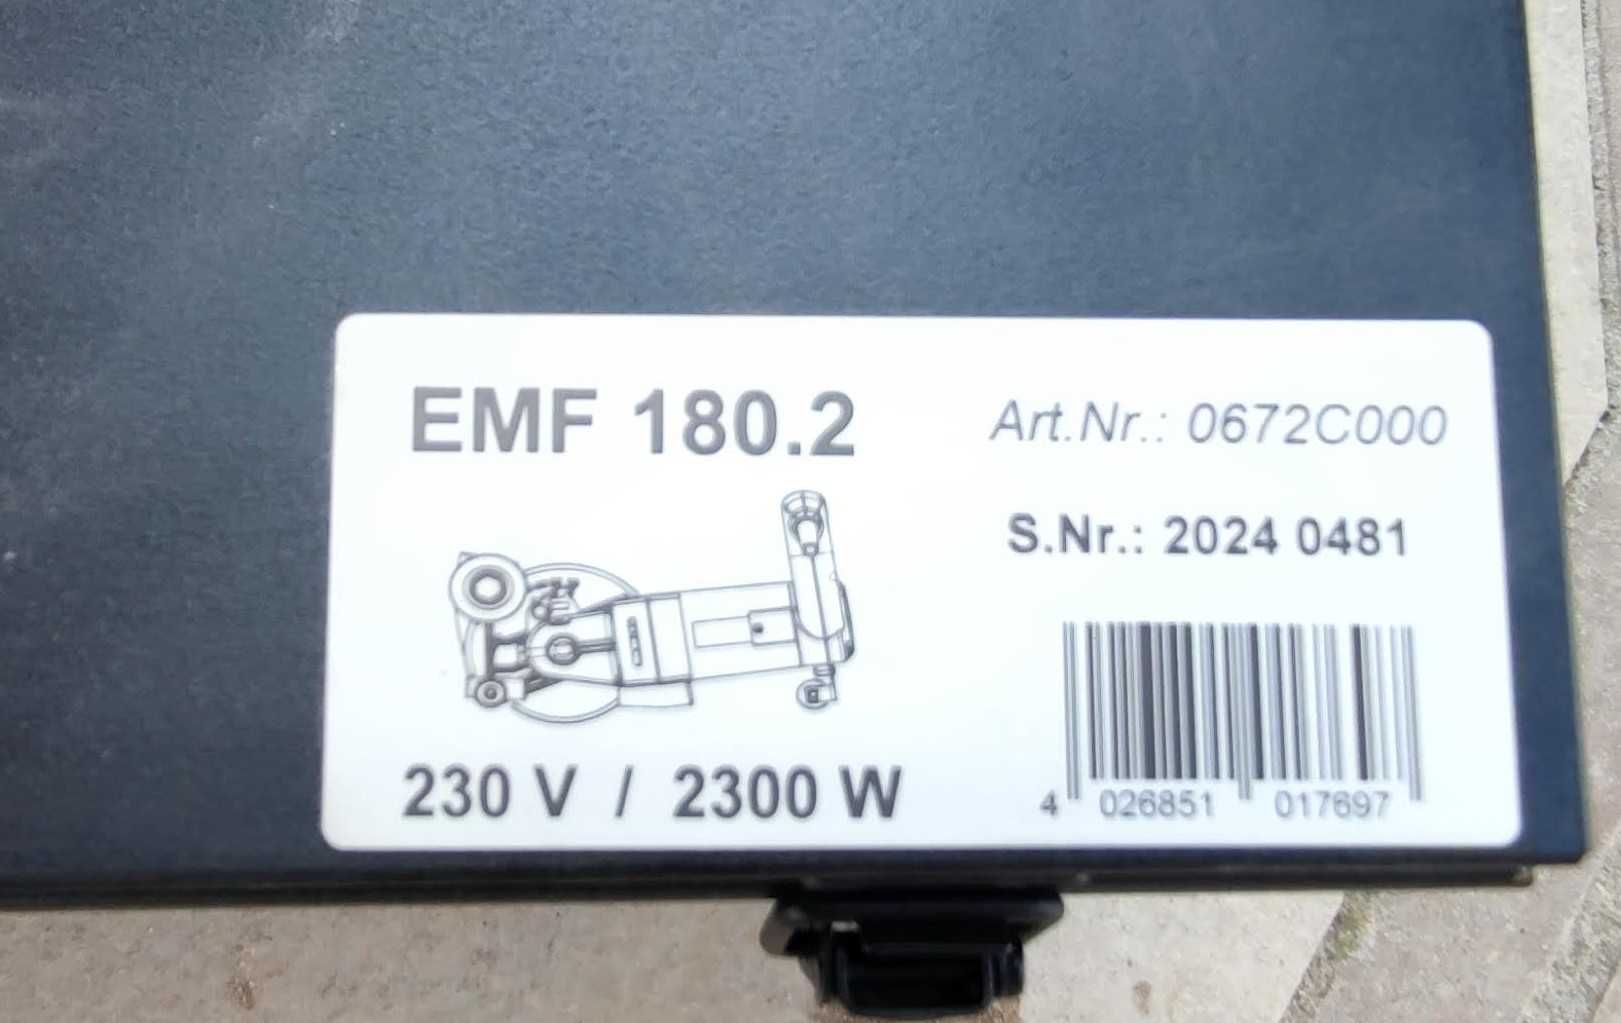 EMF 180.2
Art.Nr.: 0672C000
S.Nr.: 2024 0481
230 V / 2300 W
4 026851 017697